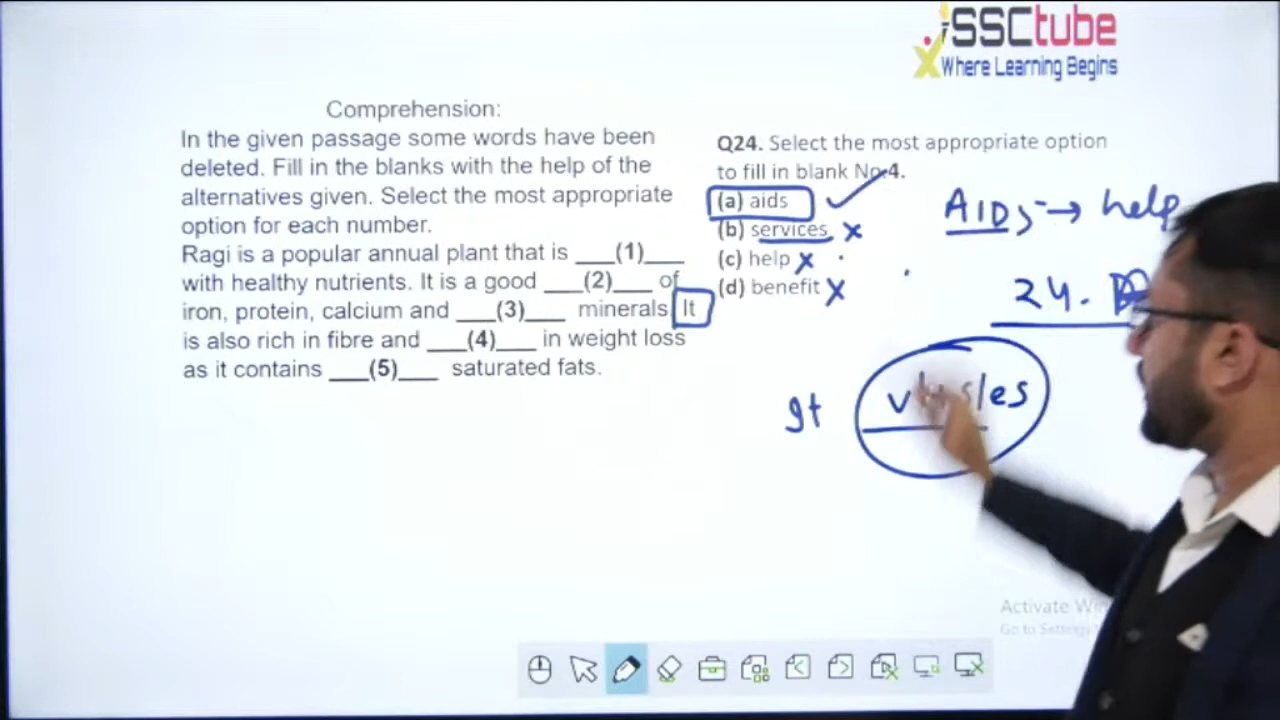 SSCtube
Where Learning Begins
Comprehension:
In the given passage some words have been
deleted. Fill in the blanks with the help of the
alternatives given. Select the most appropriate
option for each number.
Ragi is a popular annual plant that is ___(1)___
with healthy nutrients. It is a good ___(2)___ of
iron, protein, calcium and ___(3)___ minerals It
is also rich in fibre and ___(4)___ in weight loss
as it contains ___(5)___ saturated fats.
Q24. Select the most appropriate option
to fill in blank No.4.
(a) aids
(b) services
(c) help
(d) benefit
AIDS → help
24.
It
s/es
Activate
Go to Settings